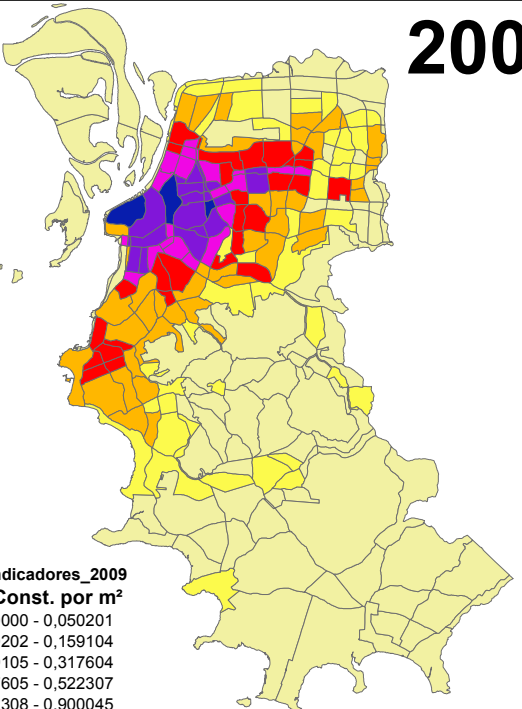 200
ndicadores_2009
Const. por m²
000 - 0,050201
202 - 0,159104
105 - 0,317604
605 - 0,522307
308 - 0,900045